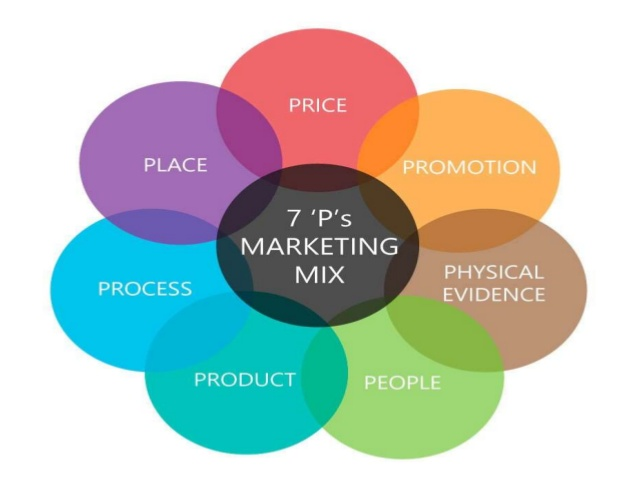 PRICE
PLACE
PROMOTION
7 ‘P’s
MARKETING
MIX
PROCESS
PHYSICAL
EVIDENCE
PRODUCT
PEOPLE